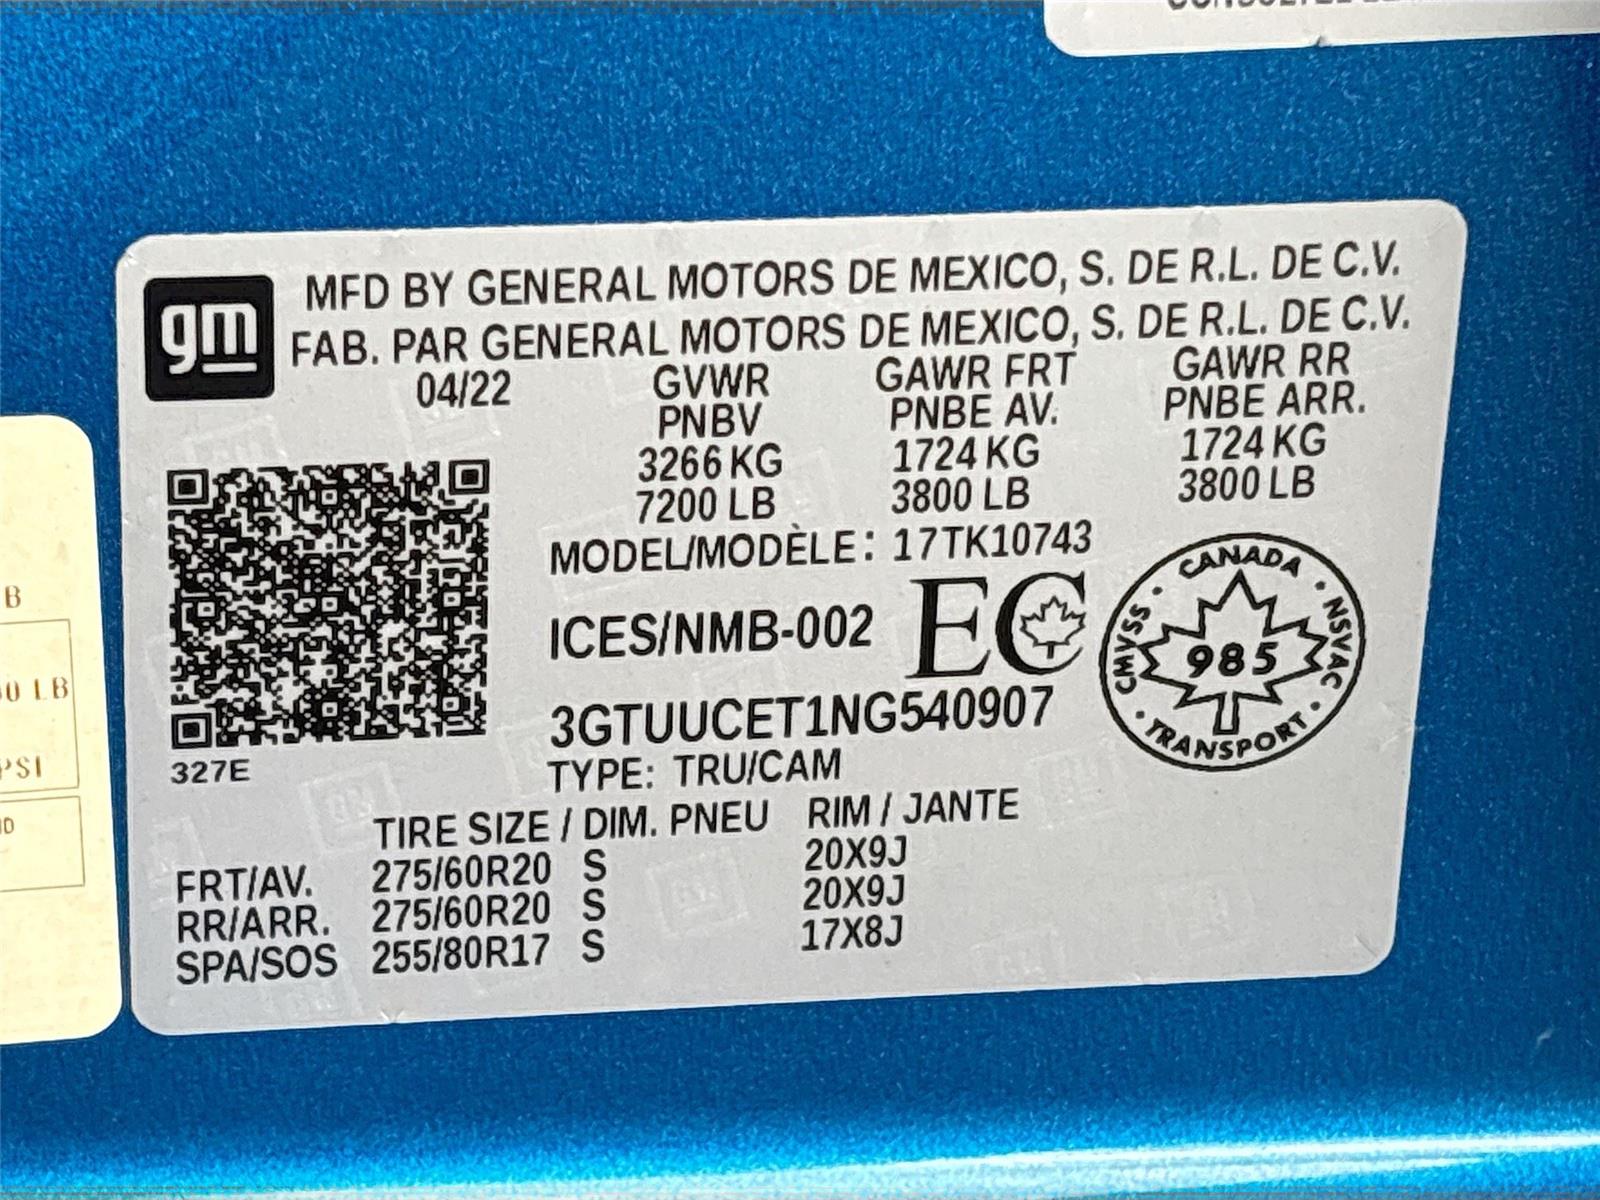 gm
MFD BY GENERAL MOTORS DE MEXICO, S. DE R.L. DE C.V.
FAB. PAR GENERAL MOTORS DE MEXICO, S. DE R.L. DE C.V.
04/22 GVWR GAWR FRT GAWR RR
PNBV PNBE AV. PNBE ARR.
3266 KG 1724 KG 1724 KG
7200 LB 3800 LB 3800 LB
MODEL/MODÈLE: 17TK10743
ICES/NMB-002 EC
CANADA
CMVSS 985 NSVAC
TRANSPORT
3GTUUCET1NG540907
327E TYPE: TRU/CAM
TIRE SIZE / DIM. PNEU RIM / JANTE
FRT/AV. 275/60R20 S 20X9J
RR/ARR. 275/60R20 S 20X9J
SPA/SOS 255/80R17 S 17X8J
B
0 LB
PSI